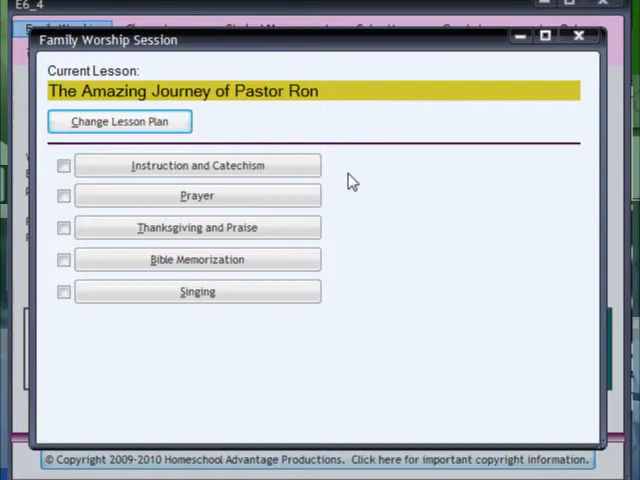 E6_4
Family Worship Session
Current Lesson:
The Amazing Journey of Pastor Ron
Change Lesson Plan
Instruction and Catechism
Prayer
Thanksgiving and Praise
Bible Memorization
Singing
© Copyright 2009-2010 Homeschool Advantage Productions. Click here for important copyright information.